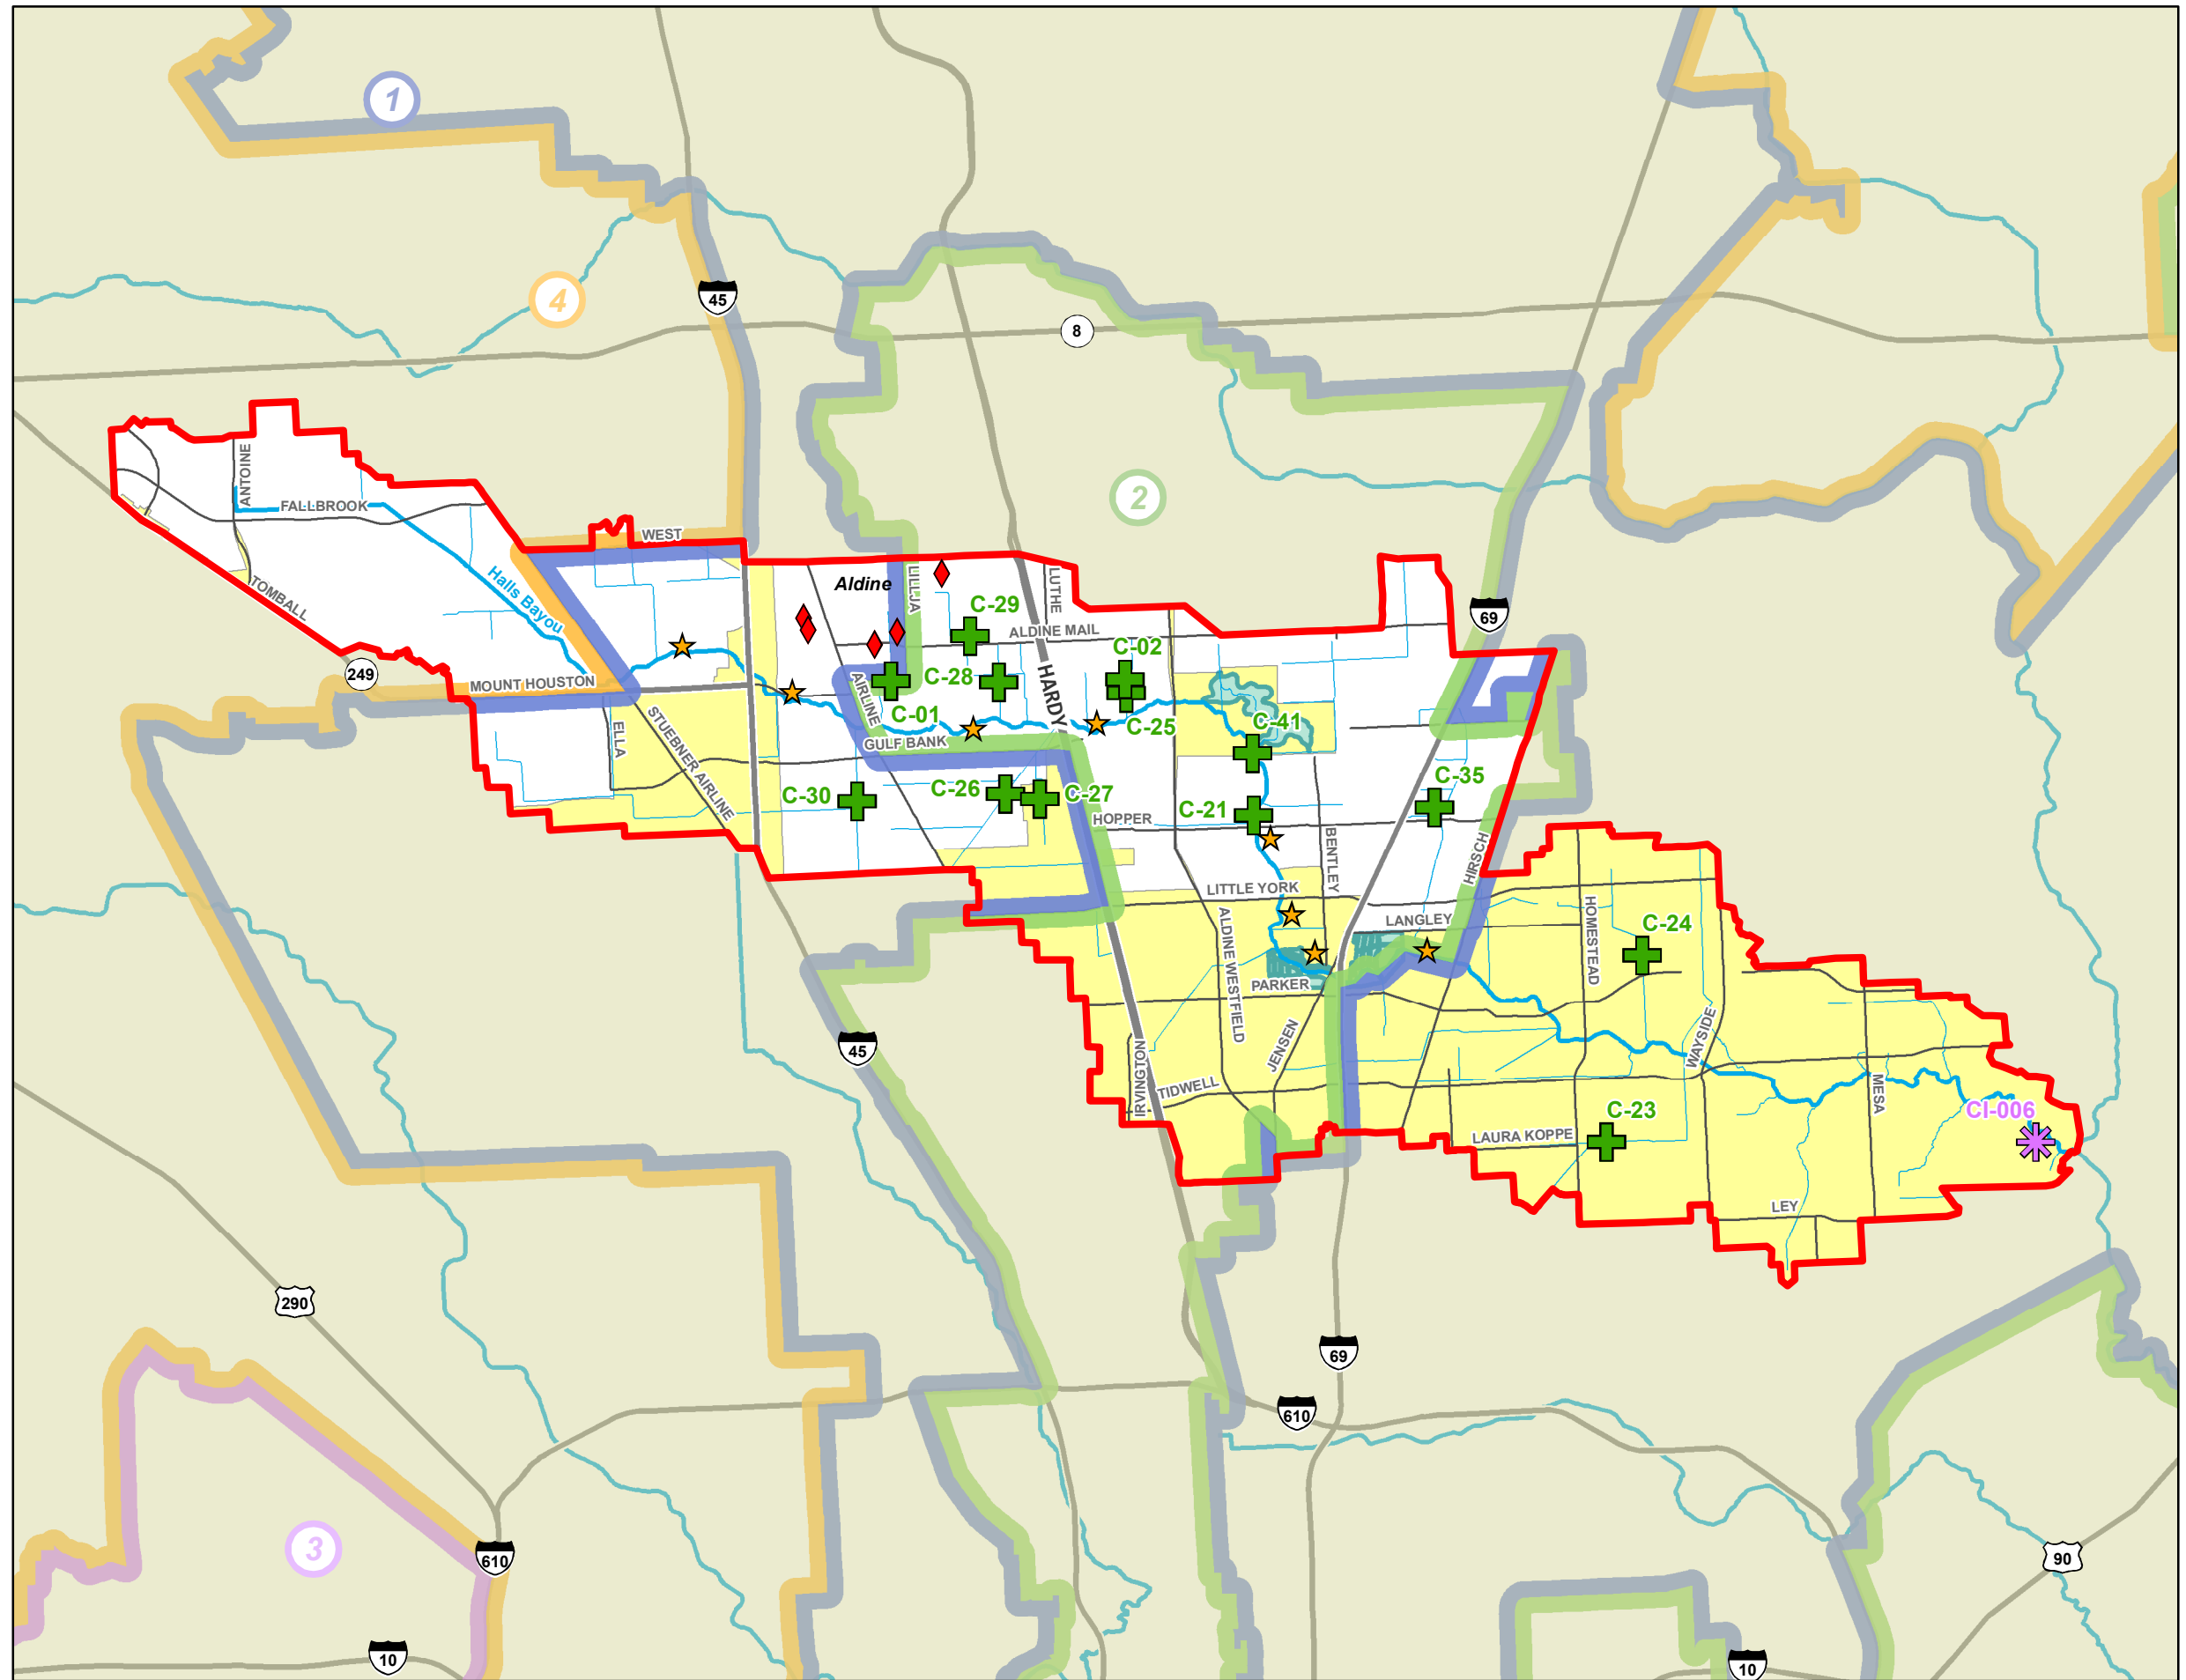 1
4
45
8
2
ANTOINE
FALLBROOK
WEST
Halls Bayou
TOMBALL
Aldine
LILLJA
LUTHE
C-29
ALDINE MAIL
69
C-02
249
MOUNT HOUSTON
C-28
HARDY
AIRLINE
C-01
C-25
C-41
ELLA
STUEBNER AIRLINE
GULF BANK
C-30
C-26
C-27
C-35
C-21
HOPPER
BENTLEY
HIRSCH
LITTLE YORK
LANGLEY
ALDINE WESTFIELD
HOMESTEAD
C-24
PARKER
45
JENSEN
WAYSIDE
IRVINGTON
TIDWELL
MESA
C-23
CI-006
LAURA KOPPE
LEY
290
69
610
3
610
90
10
10